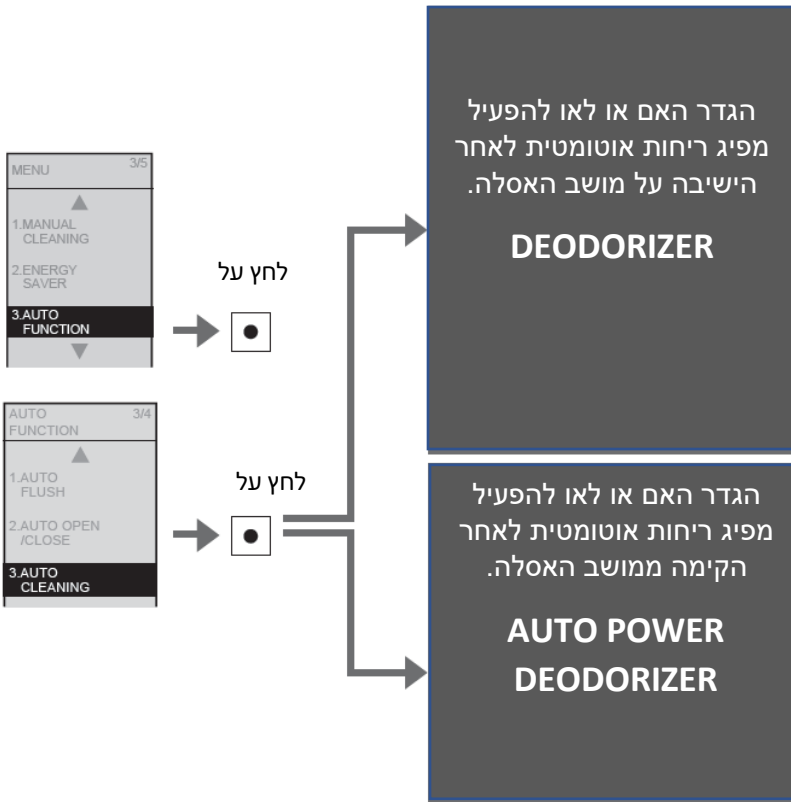 MENU 3/5
1.MANUAL
CLEANING
2.ENERGY
SAVER
3.AUTO
FUNCTION
לחץ על
AUTO 3/4
FUNCTION
1.AUTO
FLUSH
2.AUTO OPEN
/CLOSE
3.AUTO
CLEANING
לחץ על
הגדר האם או לאו להפעיל
מפיג ריחות אוטומטית לאחר
הישיבה על מושב האסלה.
DEODORIZER
הגדר האם או לאו להפעיל
מפיג ריחות אוטומטית לאחר
הקימה ממושב האסלה.
AUTO POWER
DEODORIZER